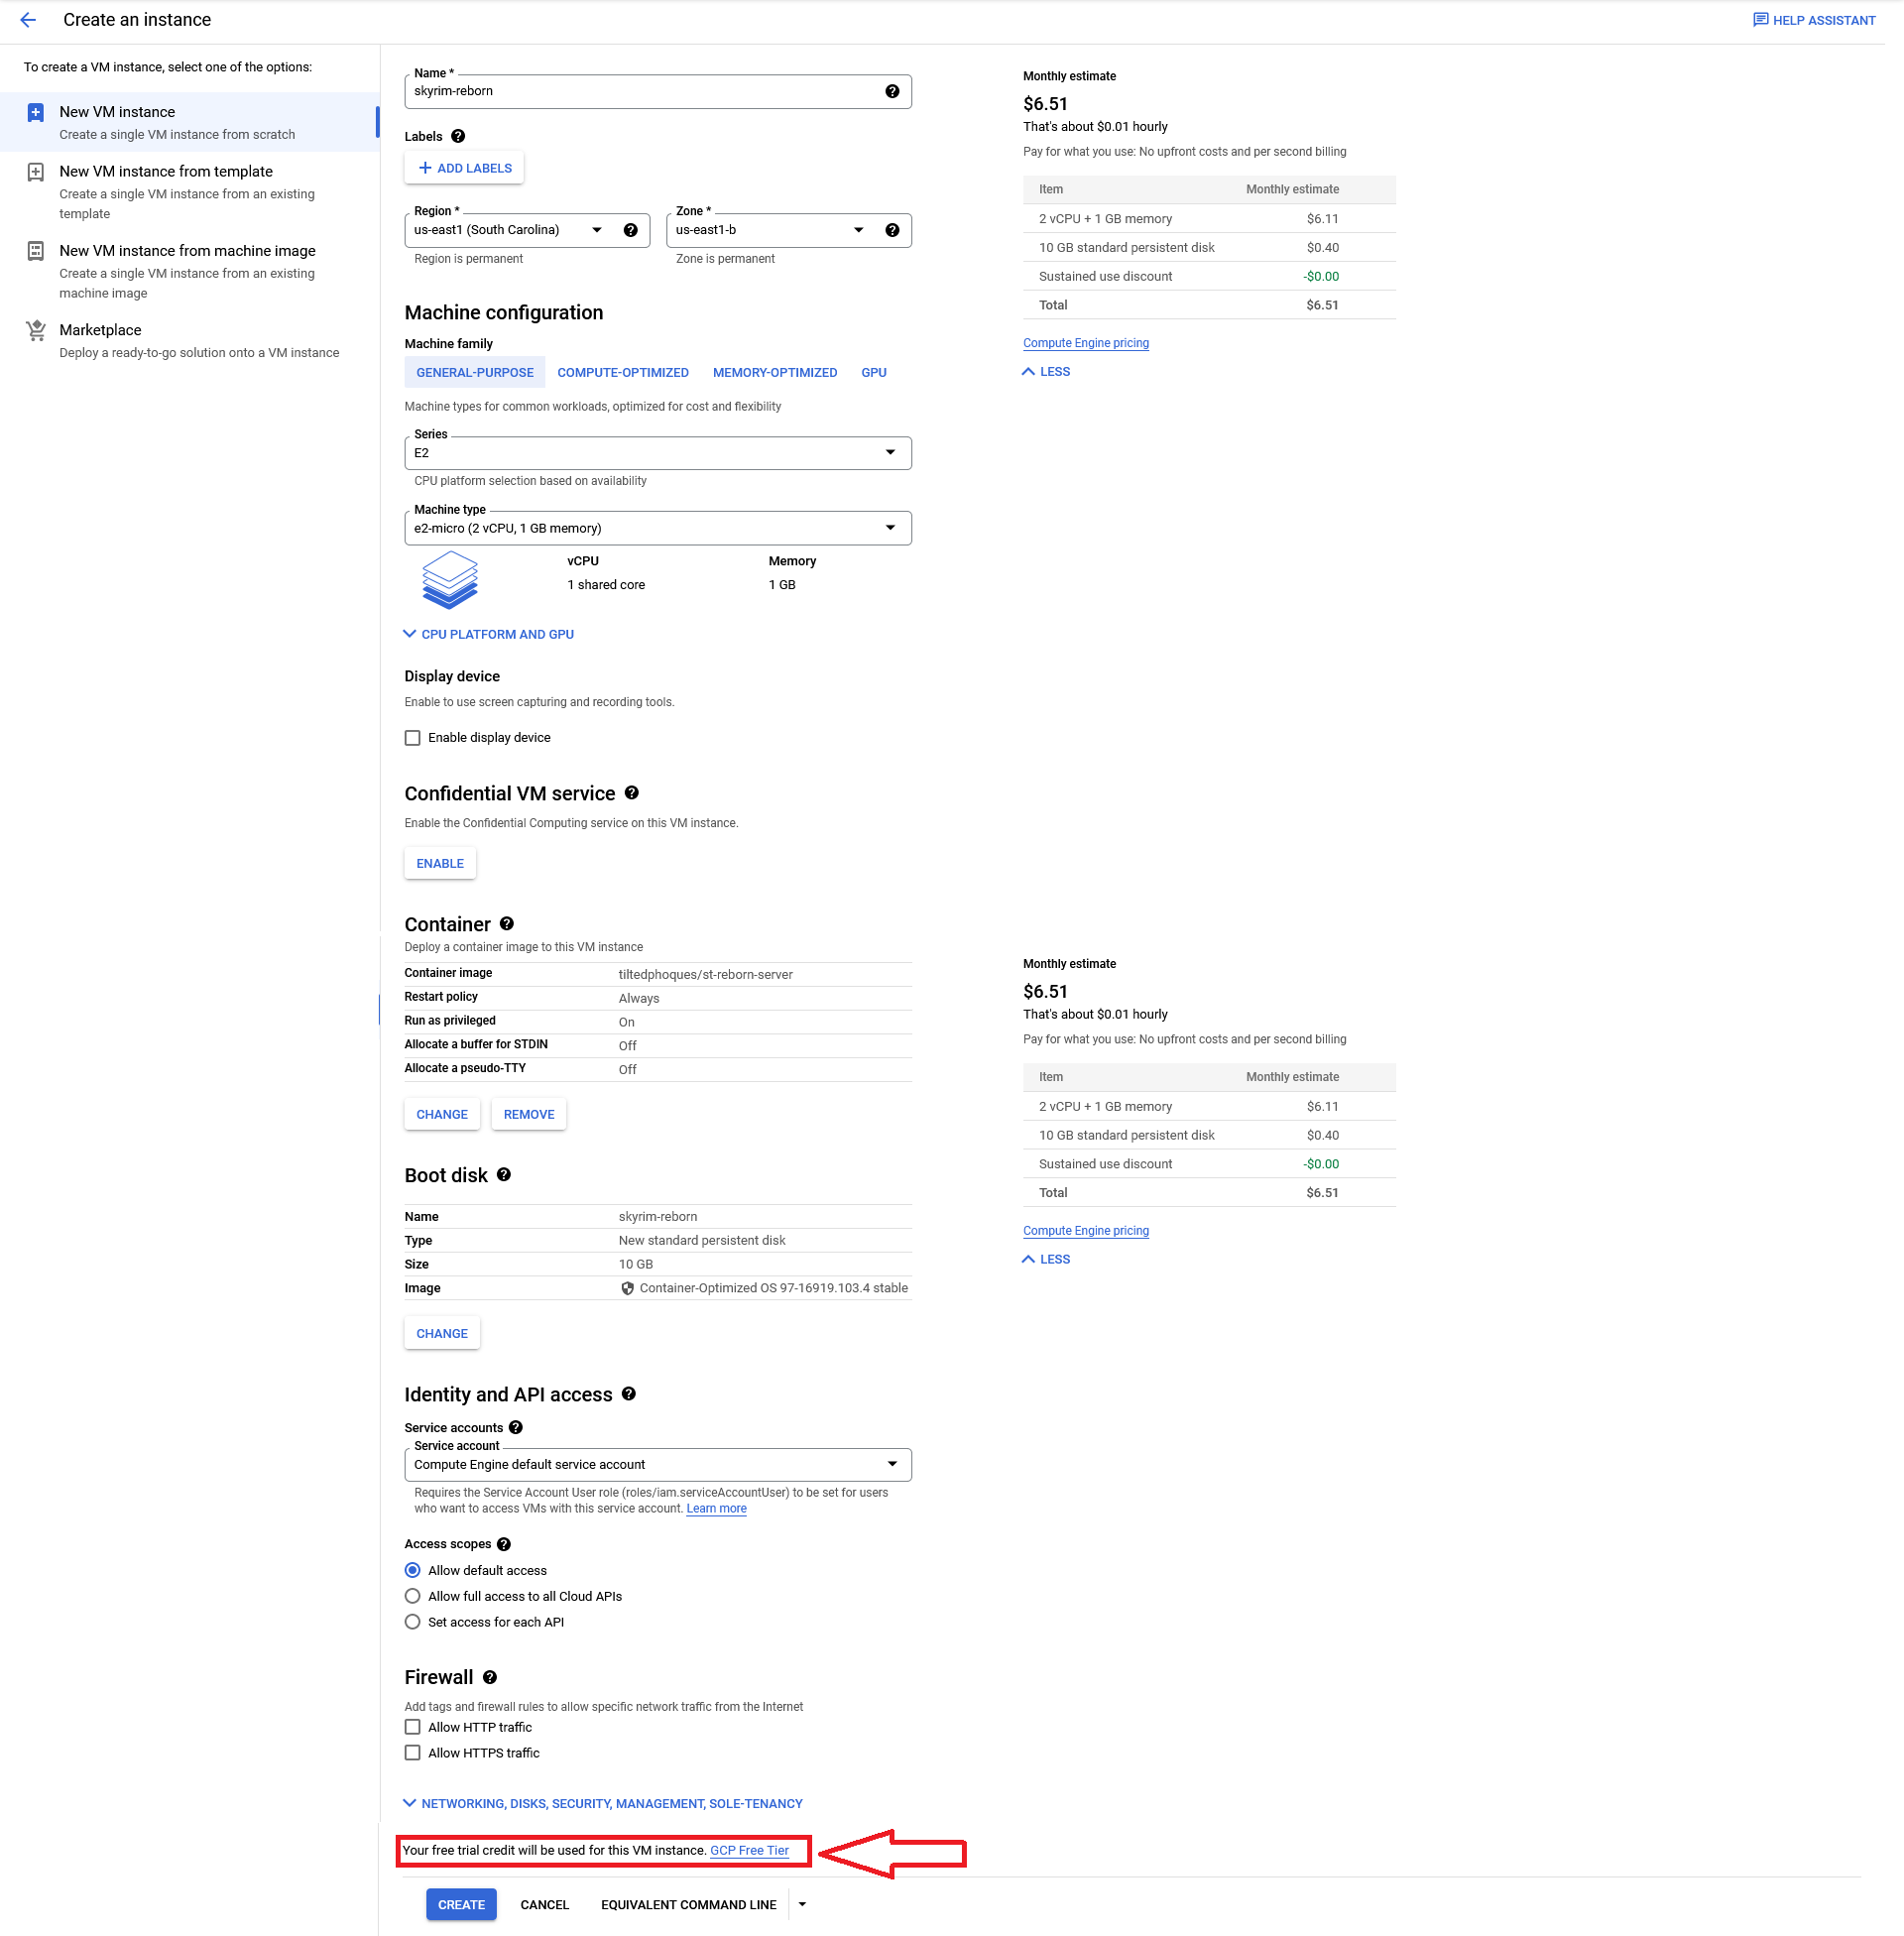 Create an instance
HELP ASSISTANT
To create a VM instance, select one of the options:
New VM instance
Create a single VM instance from scratch
New VM instance from template
Create a single VM instance from an existing
template
New VM instance from machine image
Create a single VM instance from an existing
machine image
Marketplace
Deploy a ready-to-go solution onto a VM instance
Name *
skyrim-reborn
Labels
ADD LABELS
Region *
us-east1 (South Carolina)
Region is permanent
Zone *
us-east1-b
Zone is permanent
Machine configuration
Machine family
GENERAL-PURPOSE COMPUTE-OPTIMIZED MEMORY-OPTIMIZED GPU
Machine types for common workloads, optimized for cost and flexibility
Series
E2
CPU platform selection based on availability
Machine type
e2-micro (2 vCPU, 1 GB memory)
vCPU Memory
1 shared core 1 GB
CPU PLATFORM AND GPU
Display device
Enable to use screen capturing and recording tools.
Enable display device
Confidential VM service
Enable the Confidential Computing service on this VM instance.
ENABLE
Container
Deploy a container image to this VM instance
Container image tiltedphoques/st-reborn-server
Restart policy Always
Run as privileged On
Allocate a buffer for STDIN Off
Allocate a pseudo-TTY Off
CHANGE REMOVE
Boot disk
Name skyrim-reborn
Type New standard persistent disk
Size 10 GB
Image Container-Optimized OS 97-16919.103.4 stable
CHANGE
Identity and API access
Service accounts
Service account
Compute Engine default service account
Requires the Service Account User role (roles/iam.serviceAccountUser) to be set for users
who want to access VMs with this service account. Learn more
Access scopes
Allow default access
Allow full access to all Cloud APIs
Set access for each API
Firewall
Add tags and firewall rules to allow specific network traffic from the Internet
Allow HTTP traffic
Allow HTTPS traffic
NETWORKING, DISKS, SECURITY, MANAGEMENT, SOLE-TENANCY
Your free trial credit will be used for this VM instance. GCP Free Tier
CREATE CANCEL EQUIVALENT COMMAND LINE
Monthly estimate
$6.51
That's about $0.01 hourly
Pay for what you use: No upfront costs and per second billing
Item Monthly estimate
2 vCPU + 1 GB memory $6.11
10 GB standard persistent disk $0.40
Sustained use discount -$0.00
Total $6.51
Compute Engine pricing
LESS
Monthly estimate
$6.51
That's about $0.01 hourly
Pay for what you use: No upfront costs and per second billing
Item Monthly estimate
2 vCPU + 1 GB memory $6.11
10 GB standard persistent disk $0.40
Sustained use discount -$0.00
Total $6.51
Compute Engine pricing
LESS